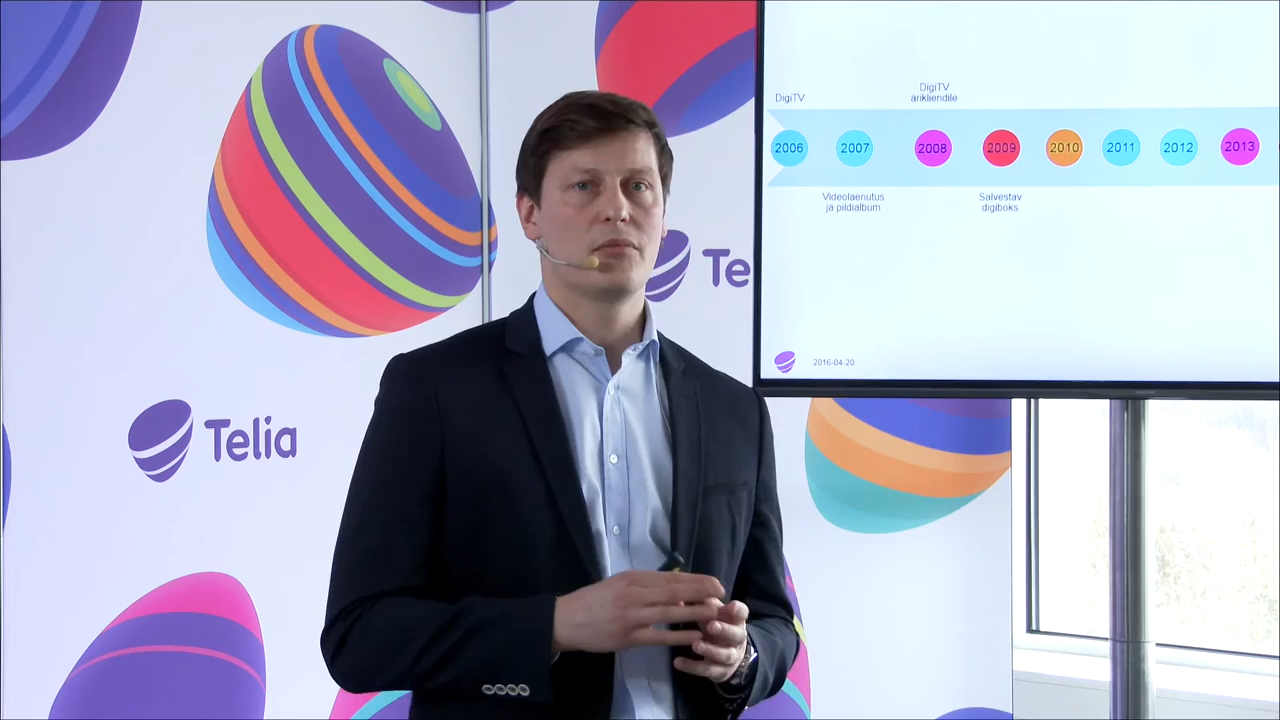 DigiTV
DigiTV
ärikliendile
2006
2007
2008
2009
2010
2011
2012
2013
Videolaenutus
ja pildialbum
Salvestav
digiboks
Te
Telia
2016-04-20